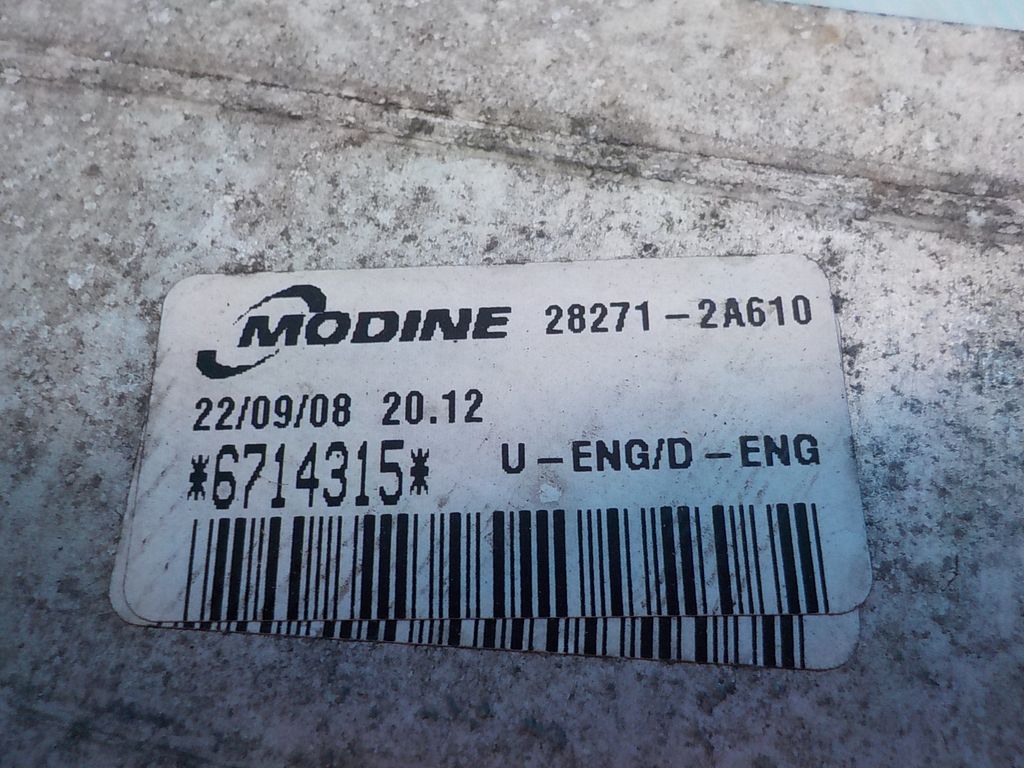 MODINE 28271-2A610
22/09/08 20.12
*6714315* U-ENG/D-ENG